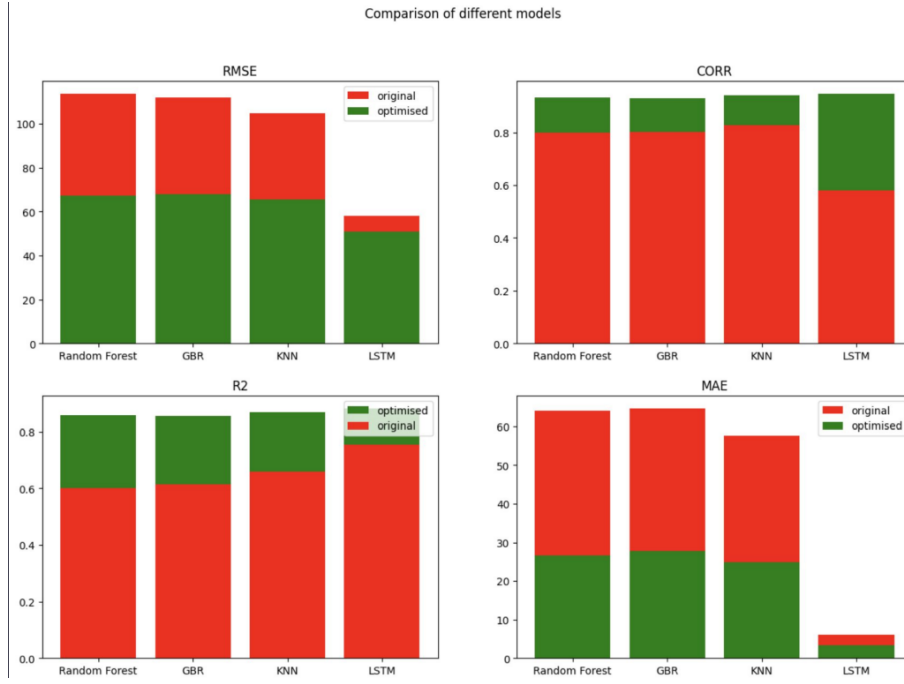 Comparison of different models
RMSE
original
optimised
100
80
60
40
20
0
Random Forest GBR KNN LSTM
CORR
0.8
0.6
0.4
0.2
0.0
Random Forest GBR KNN LSTM
R2
optimised
original
0.8
0.6
0.4
0.2
0.0
Random Forest GBR KNN LSTM
MAE
original
optimised
60
50
40
30
20
10
0
Random Forest GBR KNN LSTM